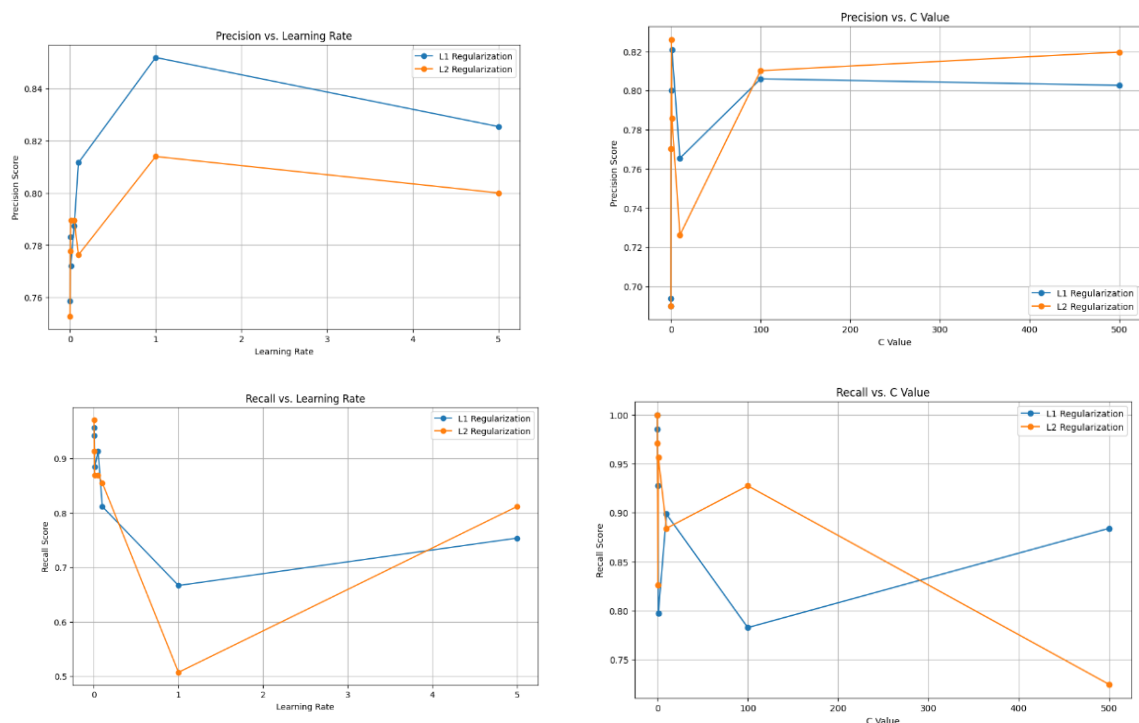 Precision vs. Learning Rate
L1 Regularization
L2 Regularization
0.84
0.82
0.80
0.78
0.76
Precision Score
0 1 2 3 4 5
Learning Rate
Precision vs. C Value
0.82
0.80
0.78
0.76
0.74
0.72
0.70
Precision Score
L1 Regularization
L2 Regularization
0 100 200 300 400 500
C Value
Recall vs. Learning Rate
L1 Regularization
L2 Regularization
0.9
0.8
0.7
0.6
0.5
Recall Score
0 1 2 3 4 5
Learning Rate
Recall vs. C Value
L1 Regularization
L2 Regularization
1.00
0.95
0.90
0.85
0.80
0.75
Recall Score
0 100 200 300 400 500
C Value